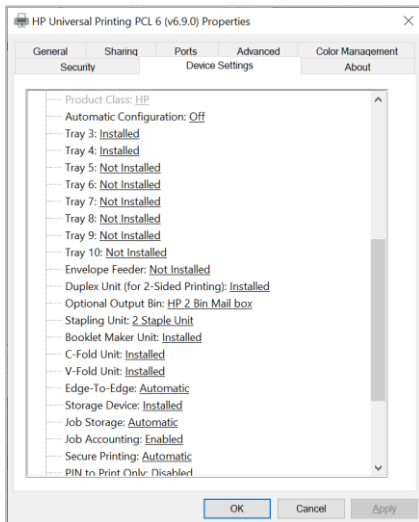 HP Universal Printing PCL 6 (v6.9.0) Properties
General Sharing Ports Advanced Color Management
Security Device Settings About
Product Class: HP
Automatic Configuration: Off
Tray 3: Installed
Tray 4: Installed
Tray 5: Not Installed
Tray 6: Not Installed
Tray 7: Not Installed
Tray 8: Not Installed
Tray 9: Not Installed
Tray 10: Not Installed
Envelope Feeder: Not Installed
Duplex Unit (for 2-Sided Printing): Installed
Optional Output Bin: HP 2 Bin Mail box
Stapling Unit: 2 Staple Unit
Booklet Maker Unit: Installed
C-Fold Unit: Installed
V-Fold Unit: Installed
Edge-To-Edge: Automatic
Storage Device: Installed
Job Storage: Automatic
Job Accounting: Enabled
Secure Printing: Automatic
PIN to Print Only: Disabled
OK Cancel Apply